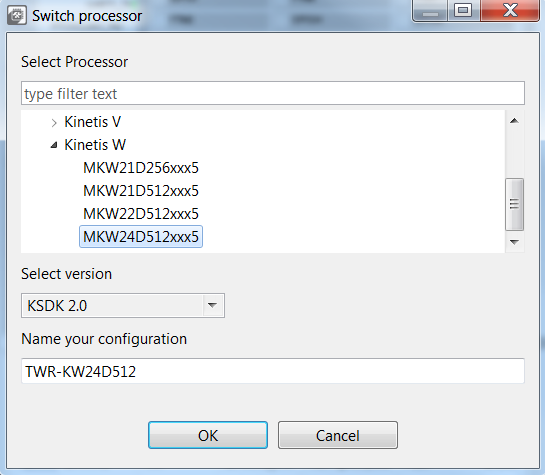 Switch processor
Select Processor
type filter text
Kinetis V
Kinetis W
MKW21D256xxx5
MKW21D512xxx5
MKW22D512xxx5
MKW24D512xxx5
Select version
KSDK 2.0
Name your configuration
TWR-KW24D512
OK
Cancel